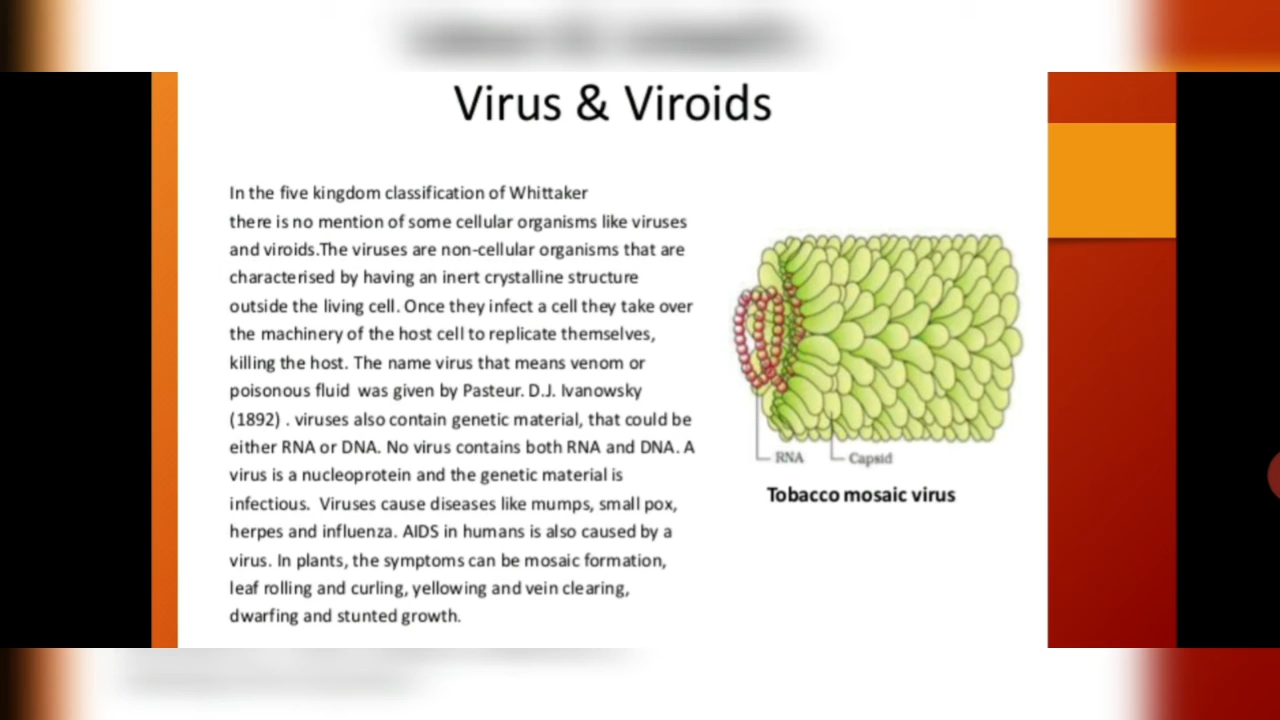 Virus & Viroids
In the five kingdom classification of Whittaker
there is no mention of some cellular organisms like viruses
and viroids.The viruses are non-cellular organisms that are
characterised by having an inert crystalline structure
outside the living cell. Once they infect a cell they take over
the machinery of the host cell to replicate themselves,
killing the host. The name virus that means venom or
poisonous fluid was given by Pasteur. D.J. Ivanowsky
(1892) . viruses also contain genetic material, that could be
either RNA or DNA. No virus contains both RNA and DNA. A
virus is a nucleoprotein and the genetic material is
infectious. Viruses cause diseases like mumps, small pox,
herpes and influenza. AIDS in humans is also caused by a
virus. In plants, the symptoms can be mosaic formation,
leaf rolling and curling, yellowing and vein clearing,
dwarfing and stunted growth.
RNA
Capsid
Tobacco mosaic virus